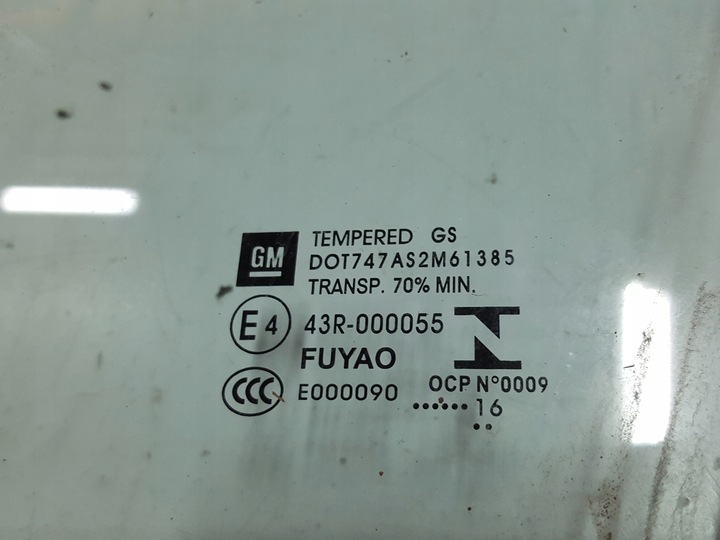 GM
TEMPERED GS
DOT747AS2M61385
TRANSP. 70% MIN.
E4 43R-000055
FUYAO
CCC E000090 OCP N°0009
....... 16
..